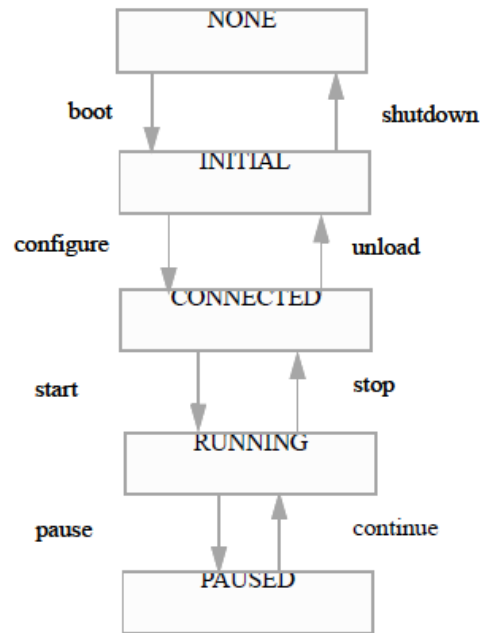 NONE
boot
shutdown
INITIAL
configure
unload
CONNECTED
start
stop
RUNNING
pause
continue
PAUSED